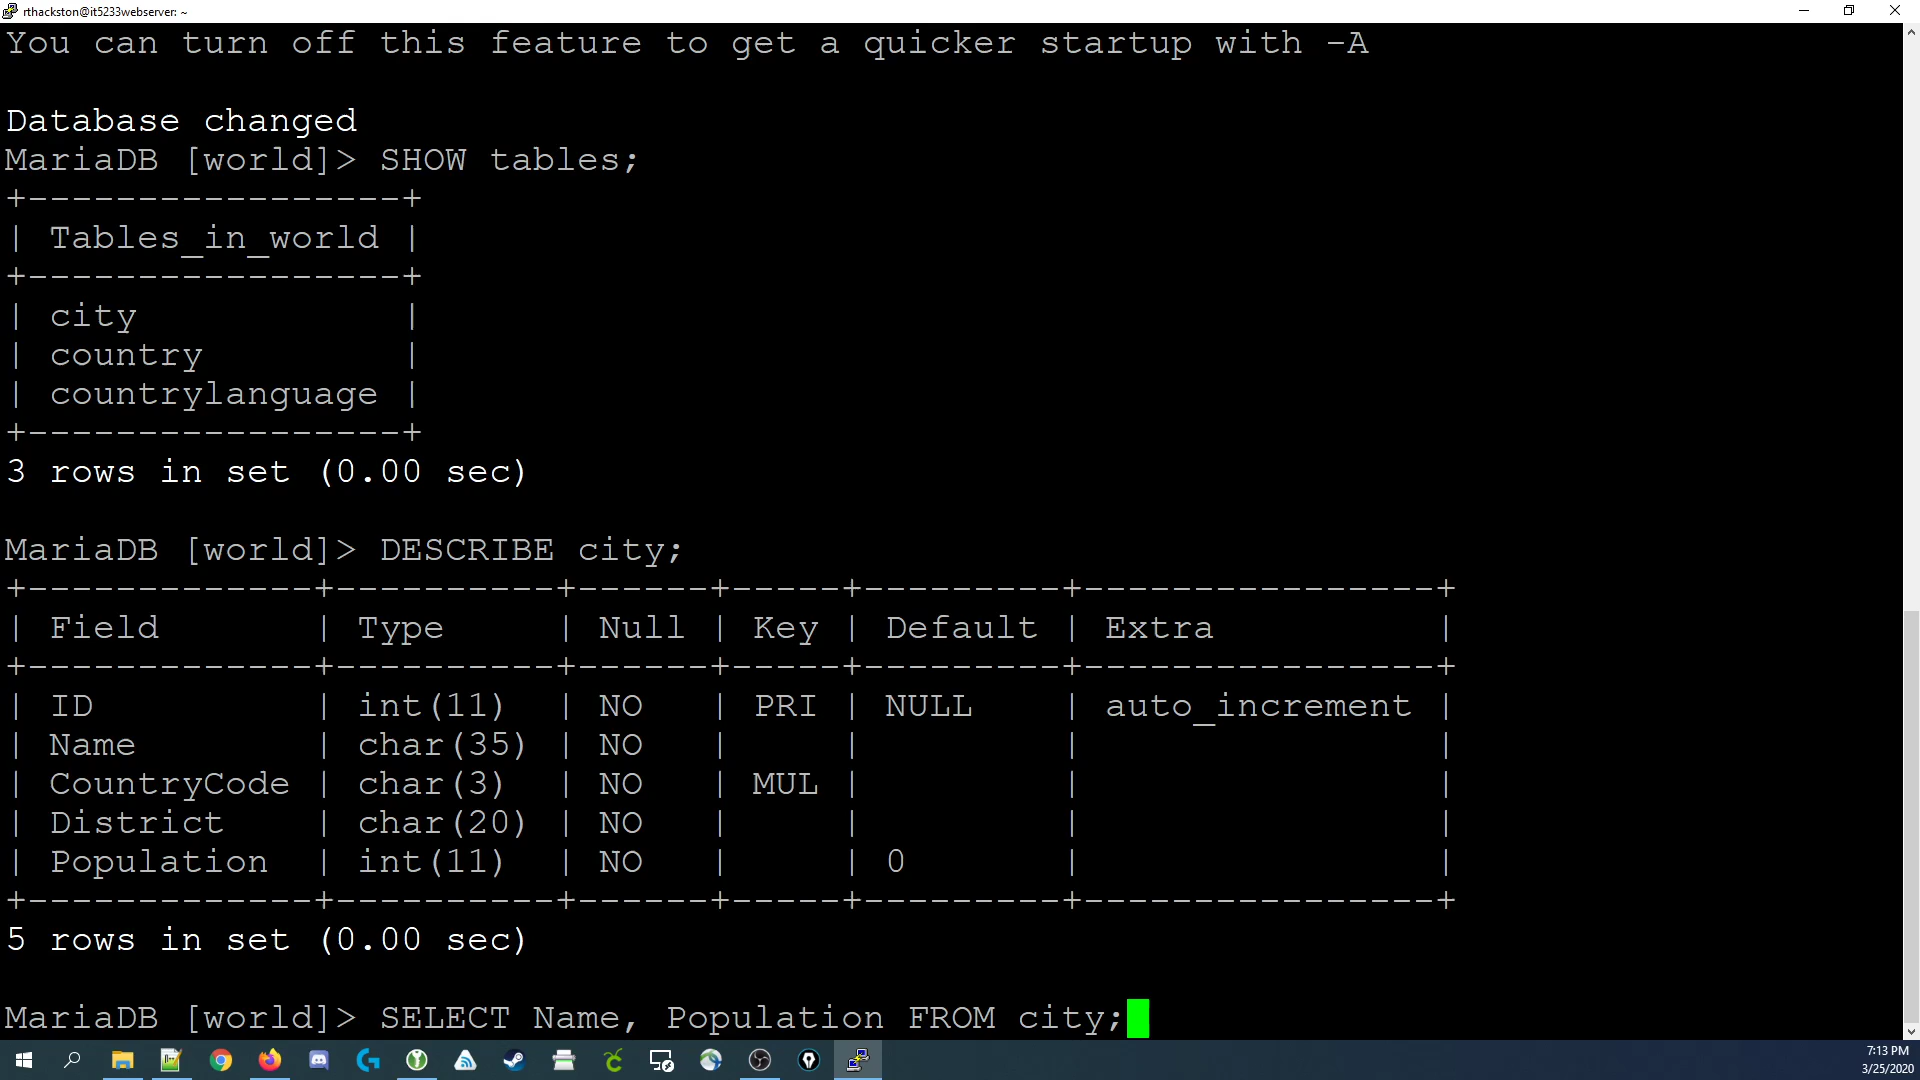 rthackston@it5233webserver: ~
You can turn off this feature to get a quicker startup with -A
Database changed
MariaDB [world]> SHOW tables;
+-----------------+
| Tables_in_world |
+-----------------+
| city            |
| country         |
| countrylanguage |
+-----------------+
3 rows in set (0.00 sec)
MariaDB [world]> DESCRIBE city;
+-------------+----------+------+-----+---------+----------------+
| Field       | Type     | Null | Key | Default | Extra          |
+-------------+----------+------+-----+---------+----------------+
| ID          | int(11)  | NO   | PRI | NULL    | auto_increment |
| Name        | char(35) | NO   |     |         |                |
| CountryCode | char(3)  | NO   | MUL |         |                |
| District    | char(20) | NO   |     |         |                |
| Population  | int(11)  | NO   |     | 0       |                |
+-------------+----------+------+-----+---------+----------------+
5 rows in set (0.00 sec)
MariaDB [world]> SELECT Name, Population FROM city;
7:13 PM
3/25/2020